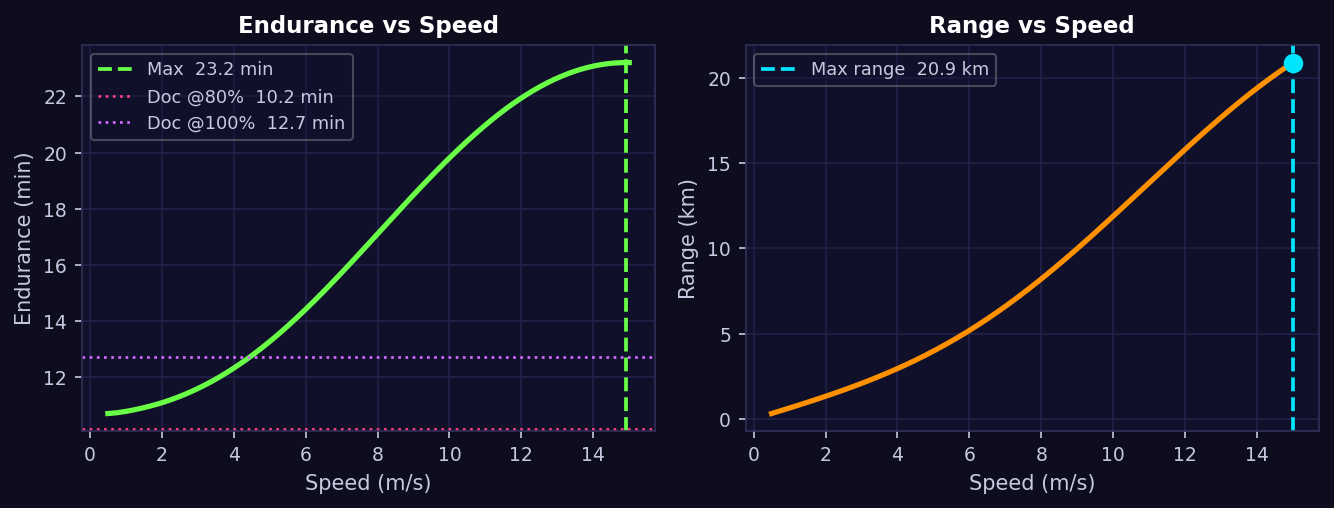 Endurance vs Speed
Max  23.2 min
Doc @80%  10.2 min
Doc @100%  12.7 min
Endurance (min)
22
20
18
16
14
12
0 2 4 6 8 10 12 14
Speed (m/s)
Range vs Speed
Max range  20.9 km
Range (km)
20
15
10
5
0
0 2 4 6 8 10 12 14
Speed (m/s)